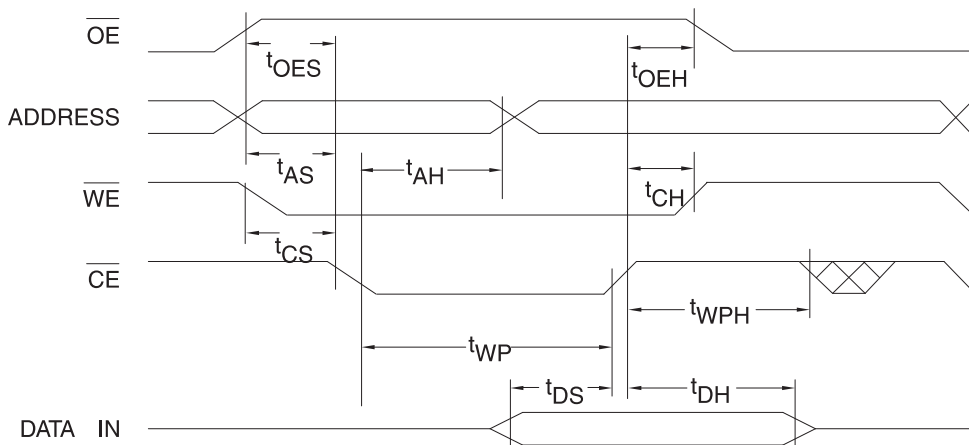 OE
tOES
tOEH
ADDRESS
tAS
tAH
WE
tCH
tCS
CE
tWPH
tWP
tDS
tDH
DATA IN